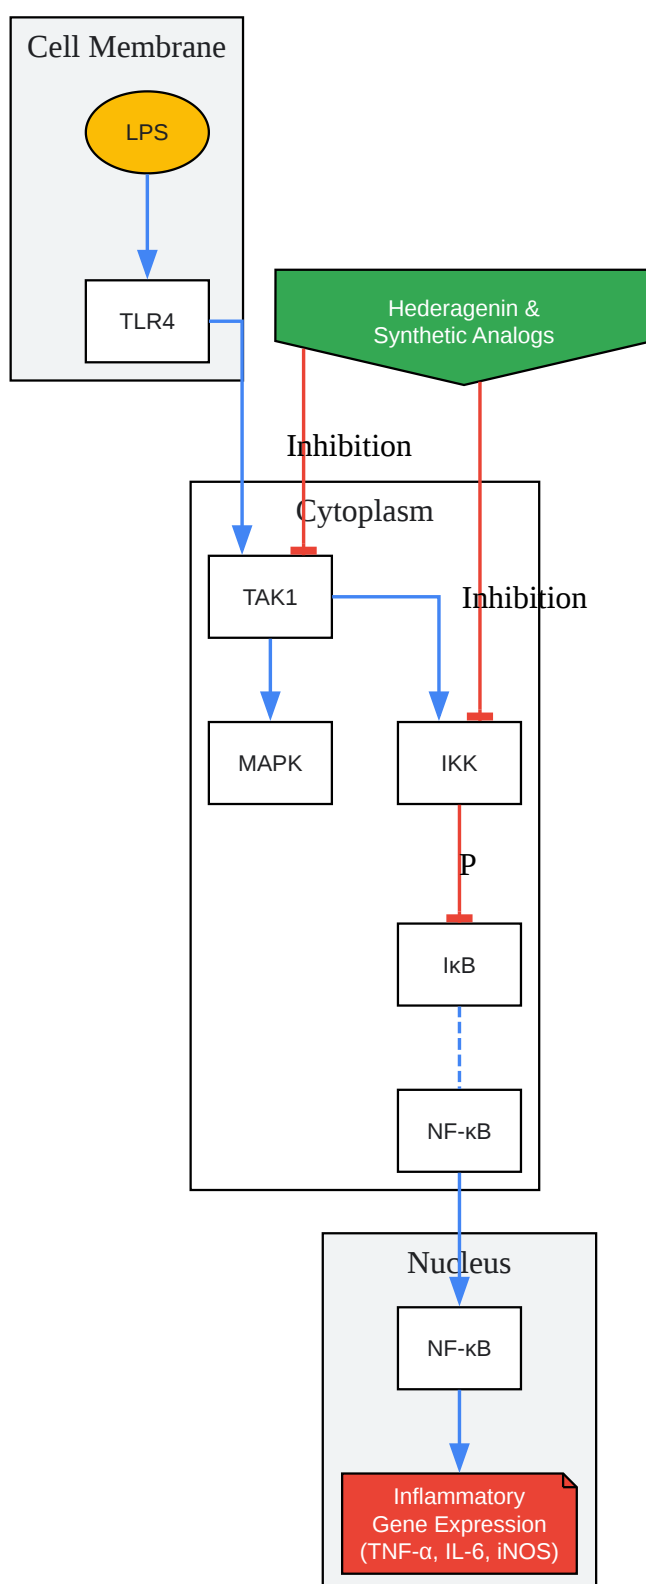 Cell Membrane
LPS
TLR4
Hederagenin &
Synthetic Analogs
Inhibition
Cytoplasm
TAK1
Inhibition
MAPK
IKK
P
IκB
NF-κB
Nucleus
NF-κB
Inflammatory
Gene Expression
(TNF-α, IL-6, iNOS)